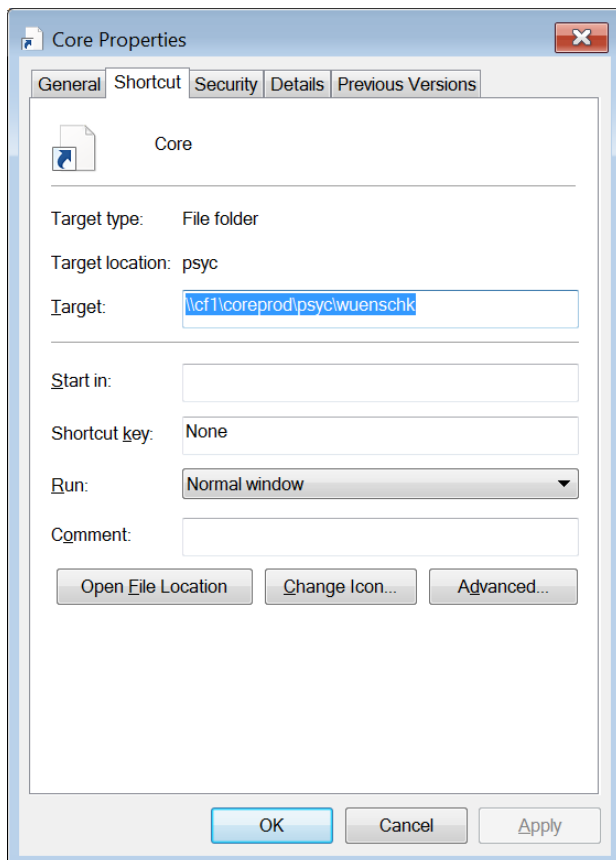 Core Properties
General Shortcut Security Details Previous Versions
Core
Target type: File folder
Target location: psyc
Target: \\cf1\coreprod\psyc\wuenschk
Start in:
Shortcut key: None
Run: Normal window
Comment:
Open File Location Change Icon... Advanced...
OK Cancel Apply